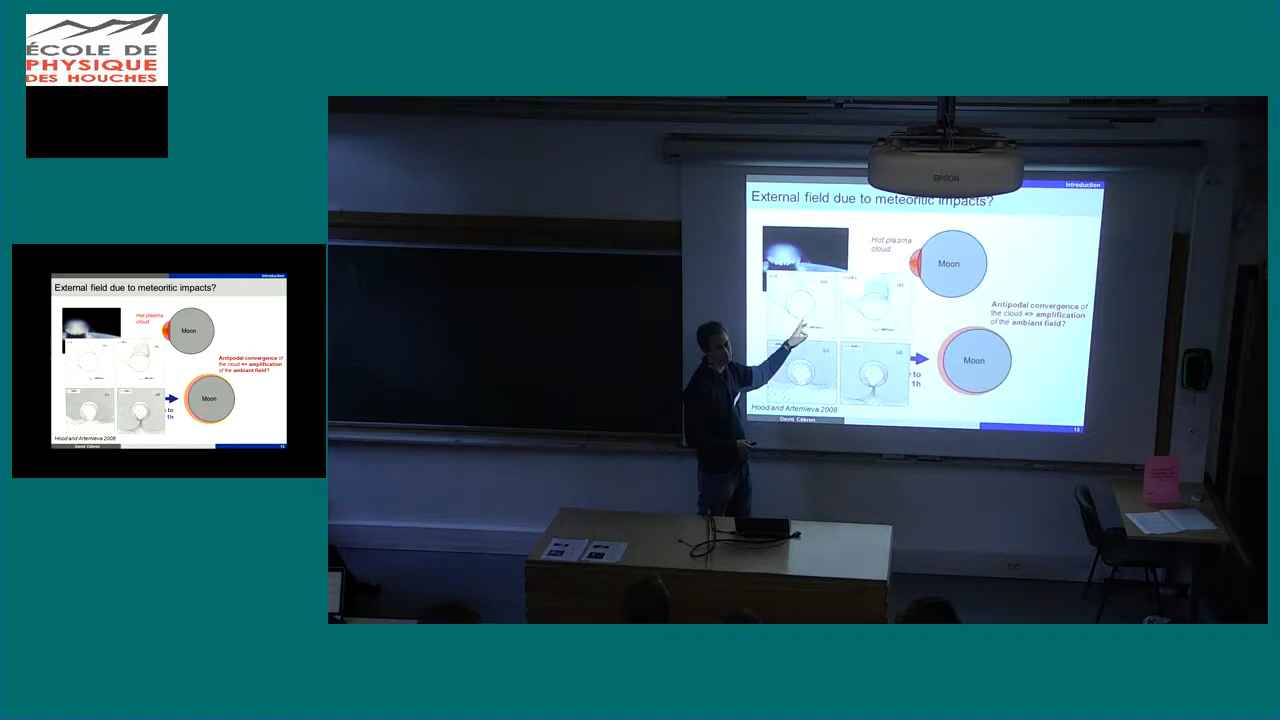 ÉCOLE DE
PHYSIQUE
DES HOUCHES
Introduction
External field due to meteoritic impacts?
Hot plasma
cloud
Moon
Antipodal convergence of
the cloud => amplification
of the ambiant field?
Moon
to
1h
Hood and Artemieva 2008
David Cébron
13
EPSON
Introduction
External field due to meteoritic impacts?
Hot plasma
cloud
Moon
Antipodal convergence of
the cloud => amplification
of the ambiant field?
Moon
to
1h
Hood and Artemieva 2008
David Cébron
13